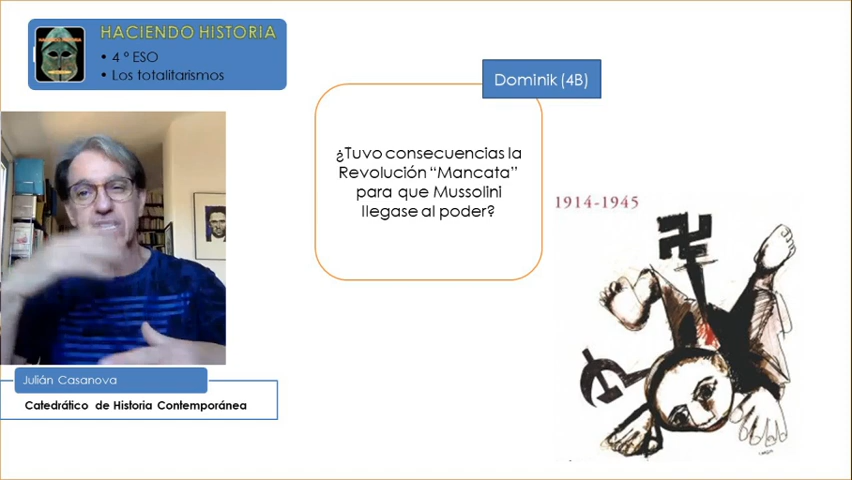 HACIENDO HISTORIA
• 4 º ESO
• Los totalitarismos
Dominik (4B)
¿Tuvo consecuencias la
Revolución “Mancata”
para que Mussolini
llegase al poder?
1914-1945
Julián Casanova
Catedrático de Historia Contemporánea